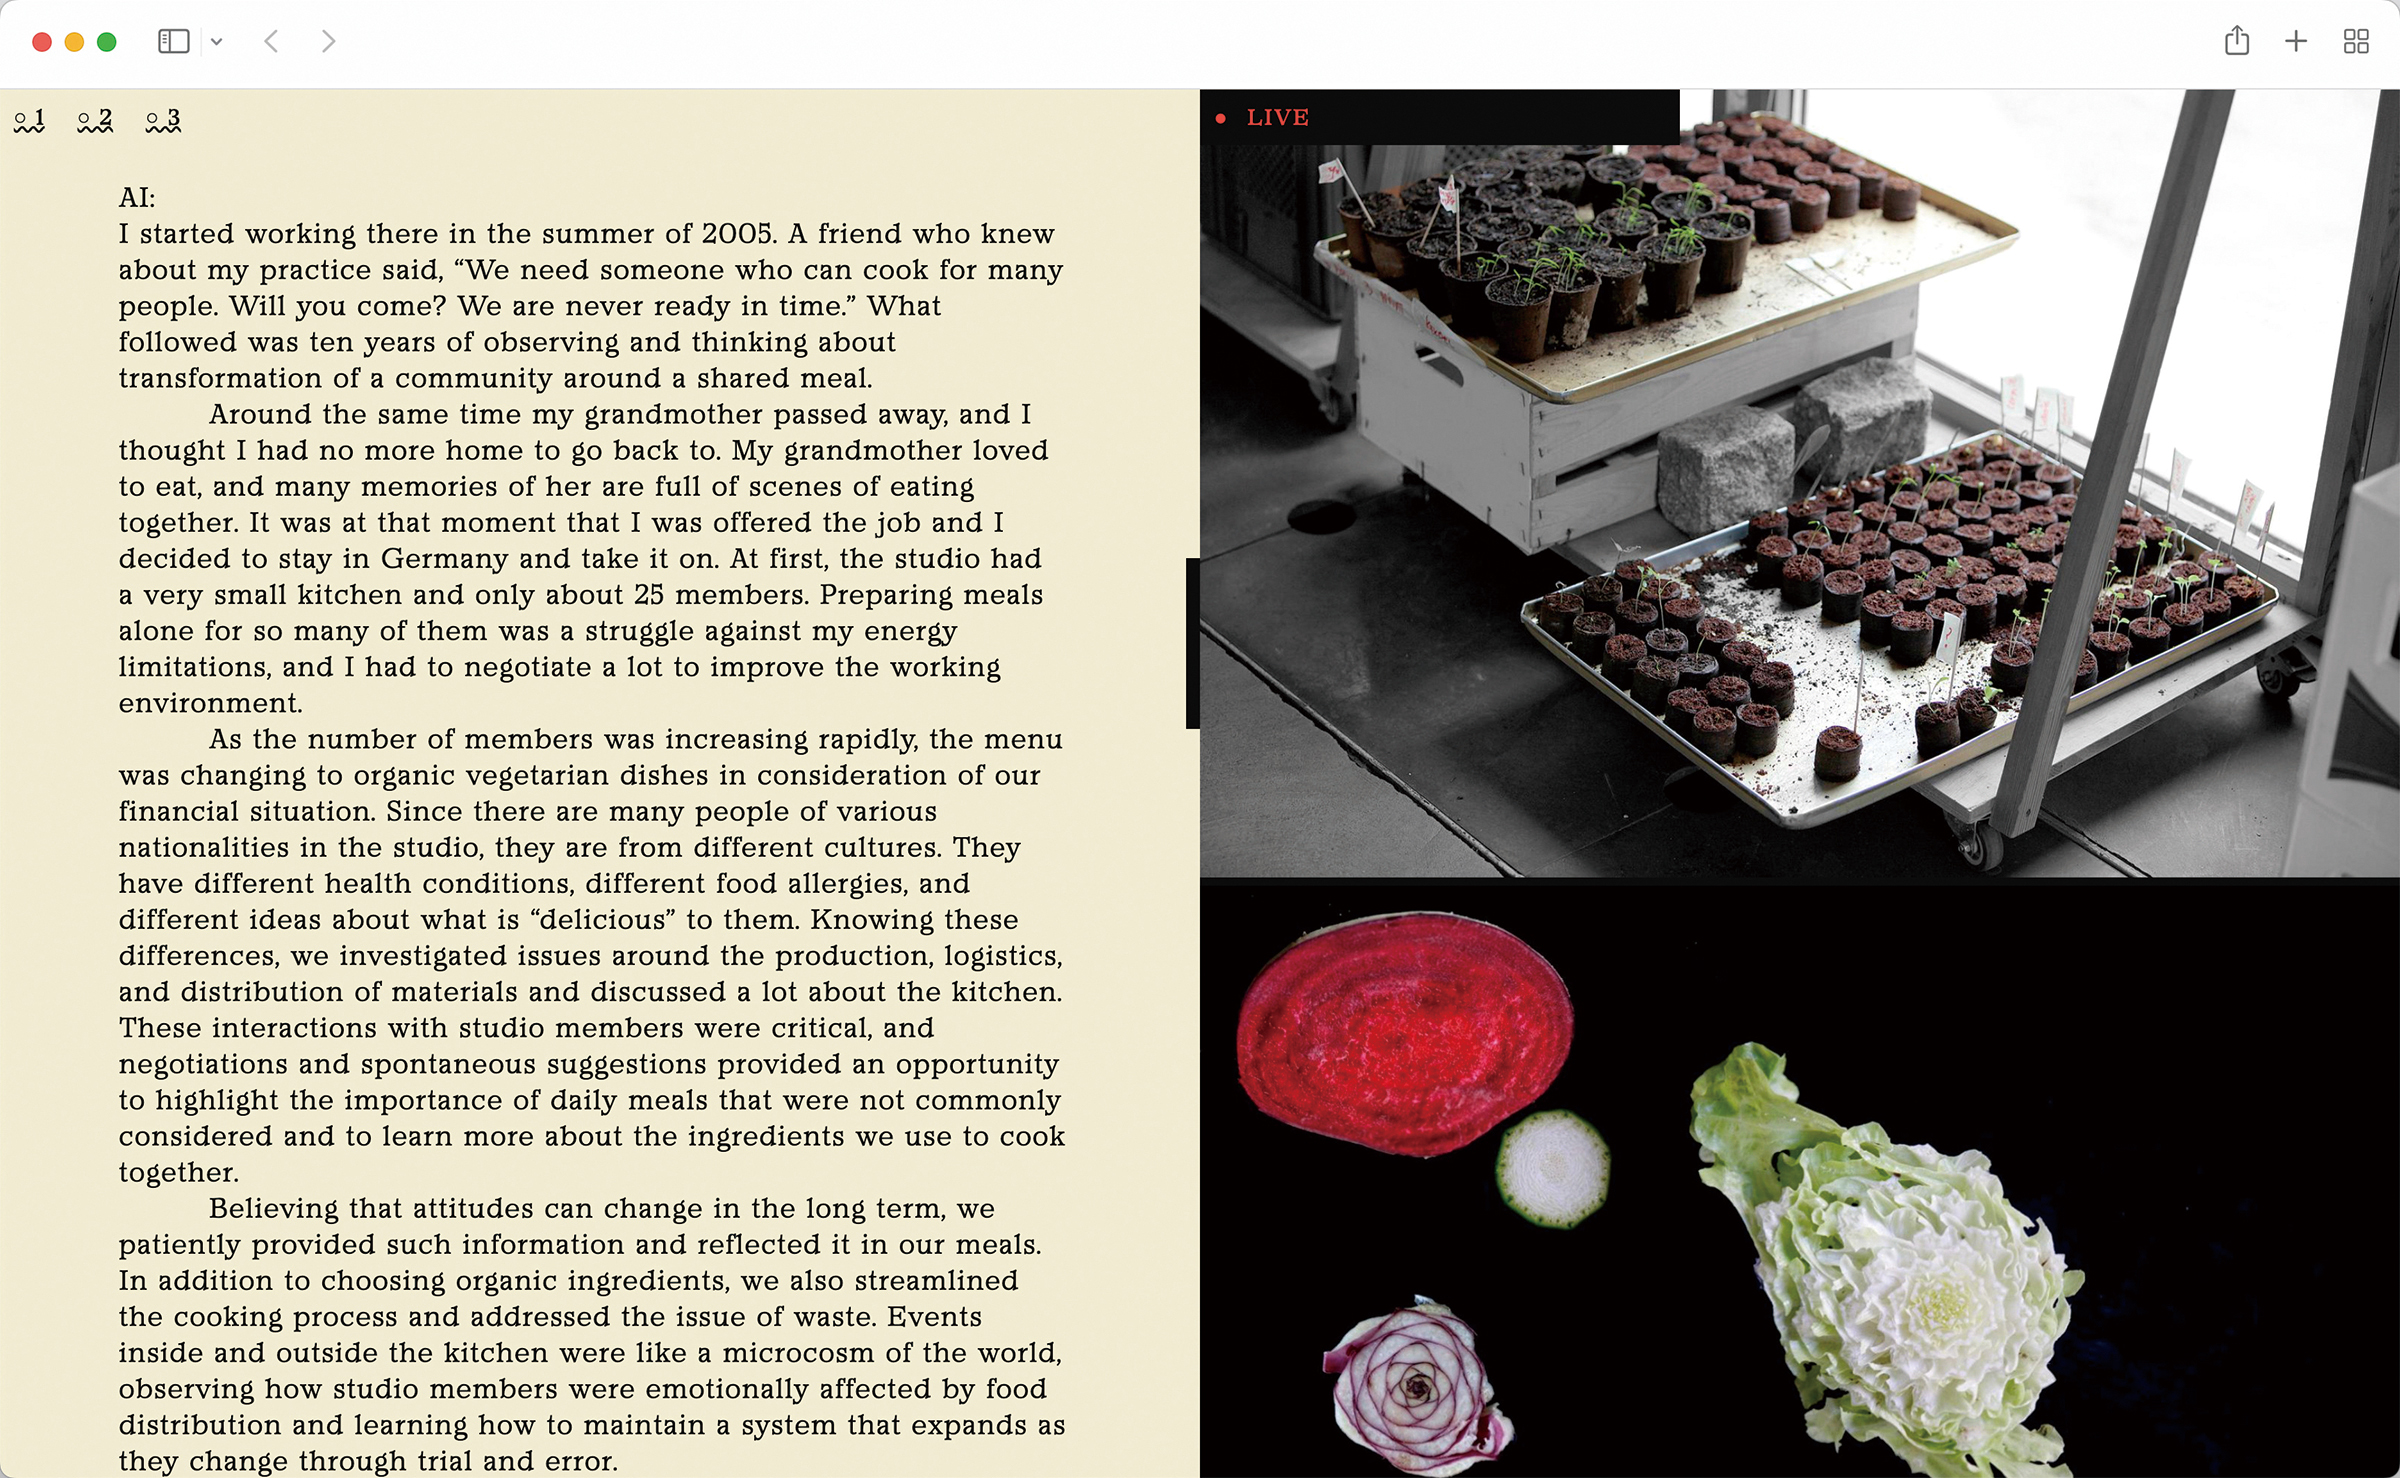 1 2 3
LIVE
AI:
I started working there in the summer of 2005. A friend who knew
about my practice said, “We need someone who can cook for many
people. Will you come? We are never ready in time.” What
followed was ten years of observing and thinking about
transformation of a community around a shared meal.
Around the same time my grandmother passed away, and I
thought I had no more home to go back to. My grandmother loved
to eat, and many memories of her are full of scenes of eating
together. It was at that moment that I was offered the job and I
decided to stay in Germany and take it on. At first, the studio had
a very small kitchen and only about 25 members. Preparing meals
alone for so many of them was a struggle against my energy
limitations, and I had to negotiate a lot to improve the working
environment.
As the number of members was increasing rapidly, the menu
was changing to organic vegetarian dishes in consideration of our
financial situation. Since there are many people of various
nationalities in the studio, they are from different cultures. They
have different health conditions, different food allergies, and
different ideas about what is “delicious” to them. Knowing these
differences, we investigated issues around the production, logistics,
and distribution of materials and discussed a lot about the kitchen.
These interactions with studio members were critical, and
negotiations and spontaneous suggestions provided an opportunity
to highlight the importance of daily meals that were not commonly
considered and to learn more about the ingredients we use to cook
together.
Believing that attitudes can change in the long term, we
patiently provided such information and reflected it in our meals.
In addition to choosing organic ingredients, we also streamlined
the cooking process and addressed the issue of waste. Events
inside and outside the kitchen were like a microcosm of the world,
observing how studio members were emotionally affected by food
distribution and learning how to maintain a system that expands as
they change through trial and error.